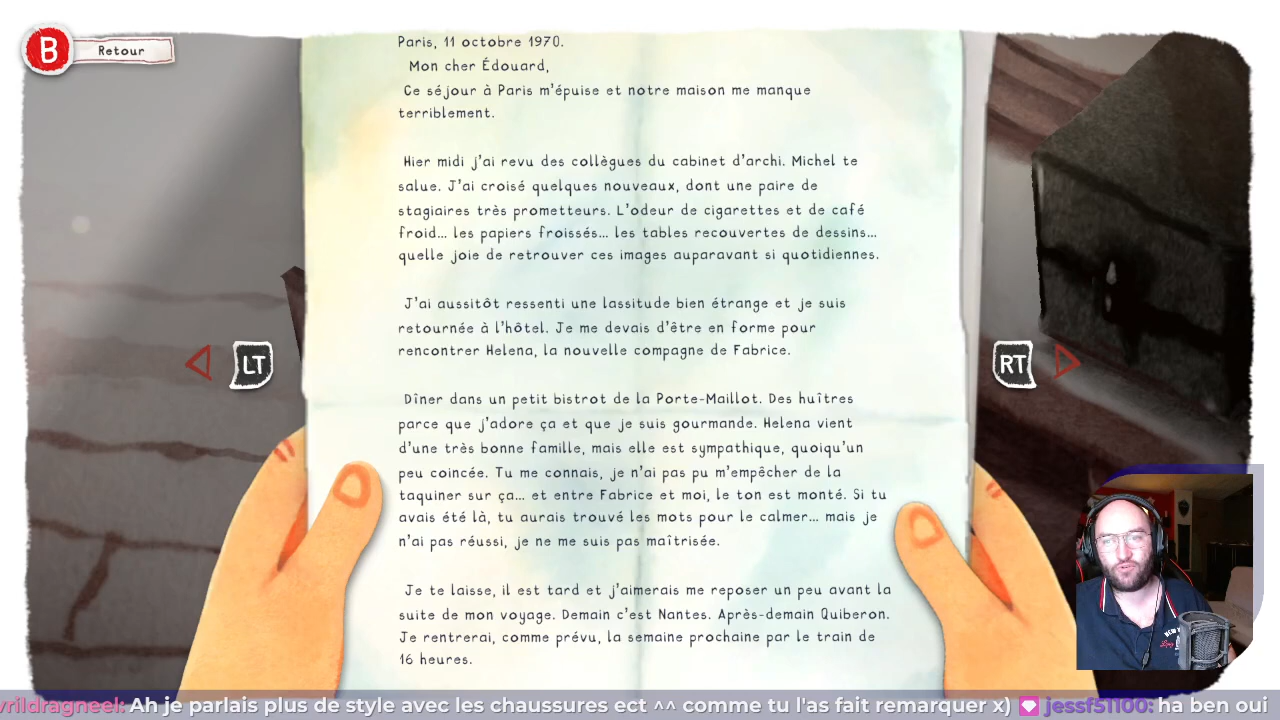 B
Retour
Paris, 11 octobre 1970.
Mon cher Édouard,
Ce séjour à Paris m'épuise et notre maison me manque
terriblement.
Hier midi j'ai revu des collègues du cabinet d'archi. Michel te
salue. J'ai croisé quelques nouveaux, dont une paire de
stagiaires très prometteurs. L'odeur de cigarettes et de café
froid... les papiers froissés... les tables recouvertes de dessins...
quelle joie de retrouver ces images auparavant si quotidiennes.
J'ai aussitôt ressenti une lassitude bien étrange et je suis
retournée à l'hôtel. Je me devais d'être en forme pour
rencontrer Helena, la nouvelle compagne de Fabrice.
LT
RT
Dîner dans un petit bistrot de la Porte-Maillot. Des huîtres
parce que j'adore ça et que je suis gourmande. Helena vient
d'une très bonne famille, mais elle est sympathique, quoiqu'un
peu coincée. Tu me connais, je n'ai pas pu m'empêcher de la
taquiner sur ça... et entre Fabrice et moi, le ton est monté. Si tu
avais été là, tu aurais trouvé les mots pour le calmer... mais je
n'ai pas réussi, je ne me suis pas maîtrisée.
Je te laisse, il est tard et j'aimerais me reposer un peu avant la
suite de mon voyage. Demain c'est Nantes. Après-demain Quiberon.
Je rentrerai, comme prévu, la semaine prochaine par le train de
16 heures.
vrildragneel: Ah je parlais plus de style avec les chaussures ect ^^ comme tu l'as fait remarquer x) jessf51100: ha ben oui